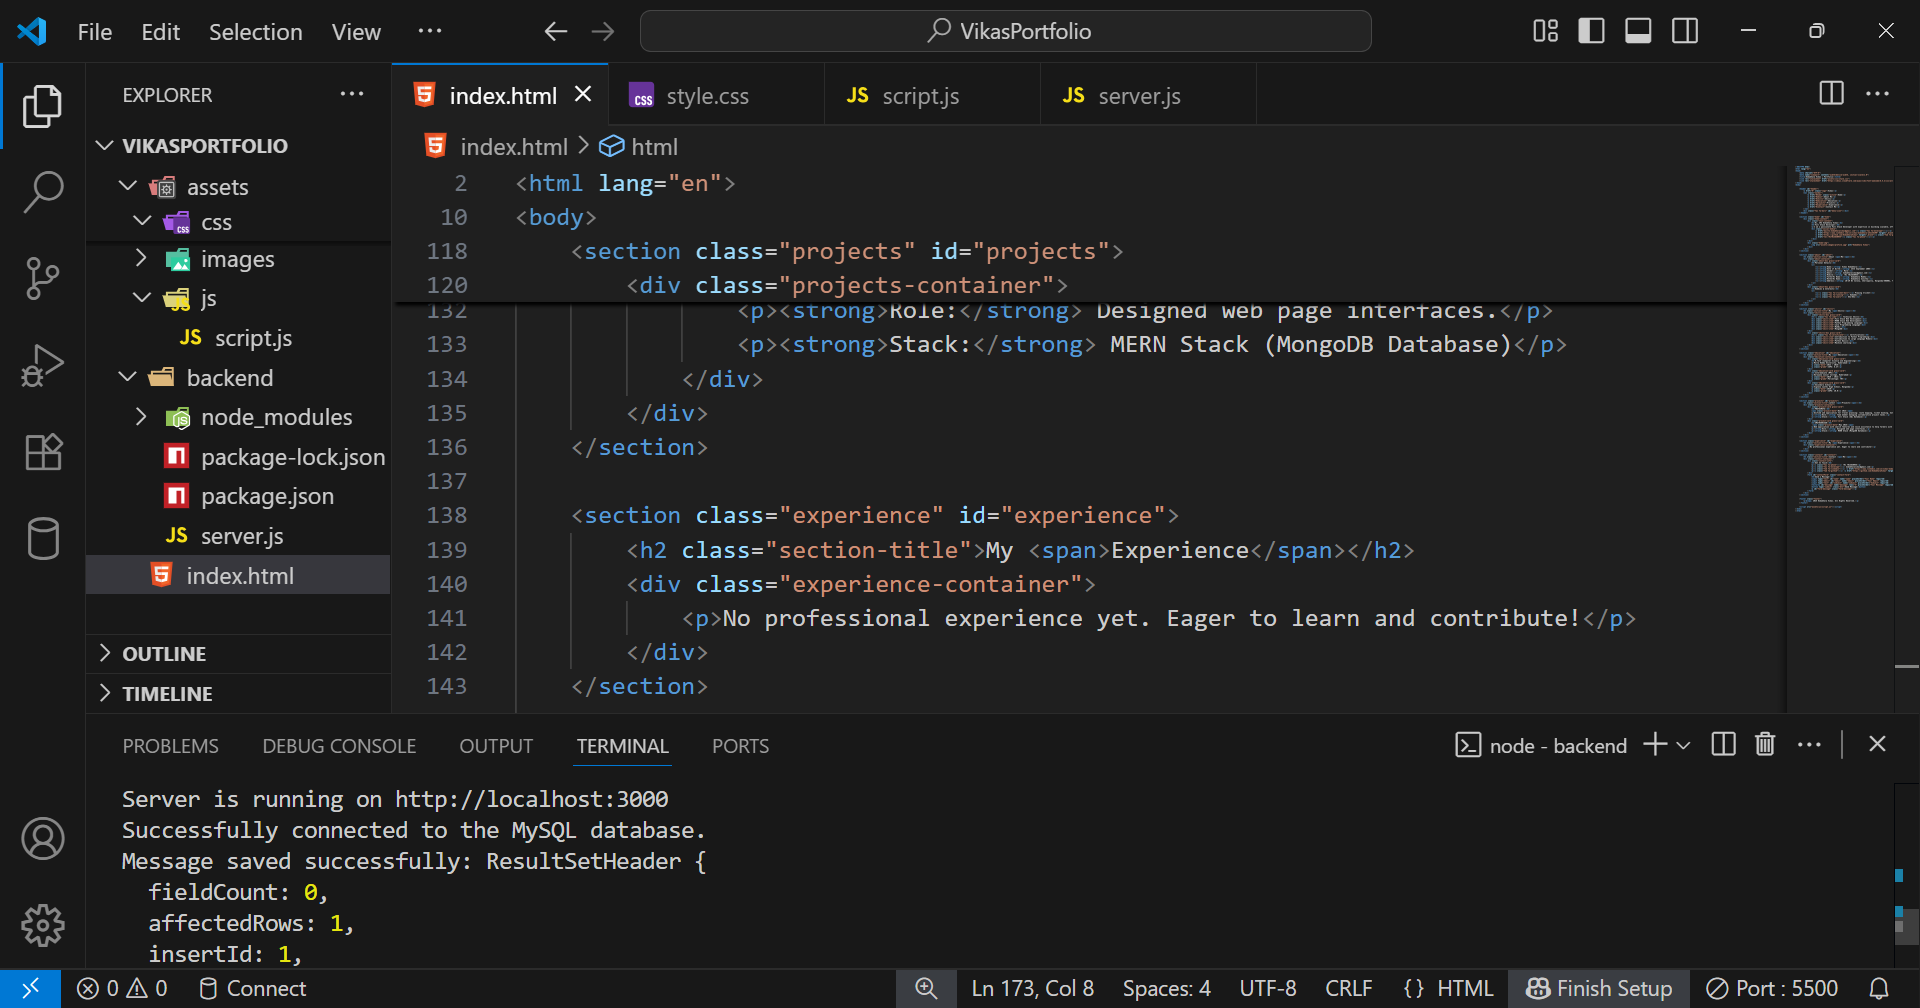 File Edit Selection View ···
VikasPortfolio
EXPLORER ···
VIKASPORTFOLIO
assets
css
images
js
JS script.js
backend
node_modules
package-lock.json
package.json
JS server.js
index.html
OUTLINE
TIMELINE
index.html
css style.css
JS script.js
JS server.js
index.html > html
2 <html lang="en">
10 <body>
118 <section class="projects" id="projects">
120 <div class="projects-container">
132 <p><strong>Role:</strong> Designed web page interfaces.</p>
133 <p><strong>Stack:</strong> MERN Stack (MongoDB Database)</p>
134 </div>
135 </div>
136 </section>
137
138 <section class="experience" id="experience">
139 <h2 class="section-title">My <span>Experience</span></h2>
140 <div class="experience-container">
141 <p>No professional experience yet. Eager to learn and contribute!</p>
142 </div>
143 </section>
PROBLEMS DEBUG CONSOLE OUTPUT TERMINAL PORTS
node - backend
Server is running on http://localhost:3000
Successfully connected to the MySQL database.
Message saved successfully: ResultSetHeader {
fieldCount: 0,
affectedRows: 1,
insertId: 1,
0 0 Connect
Ln 173, Col 8 Spaces: 4 UTF-8 CRLF {} HTML Finish Setup Port : 5500